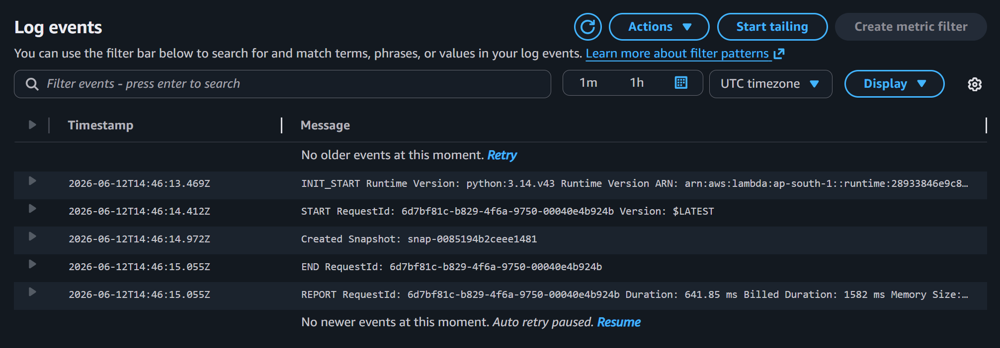 Log events
Actions
Start tailing
Create metric filter
You can use the filter bar below to search for and match terms, phrases, or values in your log events. Learn more about filter patterns
Filter events - press enter to search
1m
1h
UTC timezone
Display
Timestamp
Message
No older events at this moment. Retry
2026-06-12T14:46:13.469Z INIT_START Runtime Version: python:3.14.v43 Runtime Version ARN: arn:aws:lambda:ap-south-1::runtime:28933846e9c8…
2026-06-12T14:46:14.412Z START RequestId: 6d7bf81c-b829-4f6a-9750-00040e4b924b Version: $LATEST
2026-06-12T14:46:14.972Z Created Snapshot: snap-0085194b2ceee1481
2026-06-12T14:46:15.055Z END RequestId: 6d7bf81c-b829-4f6a-9750-00040e4b924b
2026-06-12T14:46:15.055Z REPORT RequestId: 6d7bf81c-b829-4f6a-9750-00040e4b924b Duration: 641.85 ms Billed Duration: 1582 ms Memory Size:…
No newer events at this moment. Auto retry paused. Resume